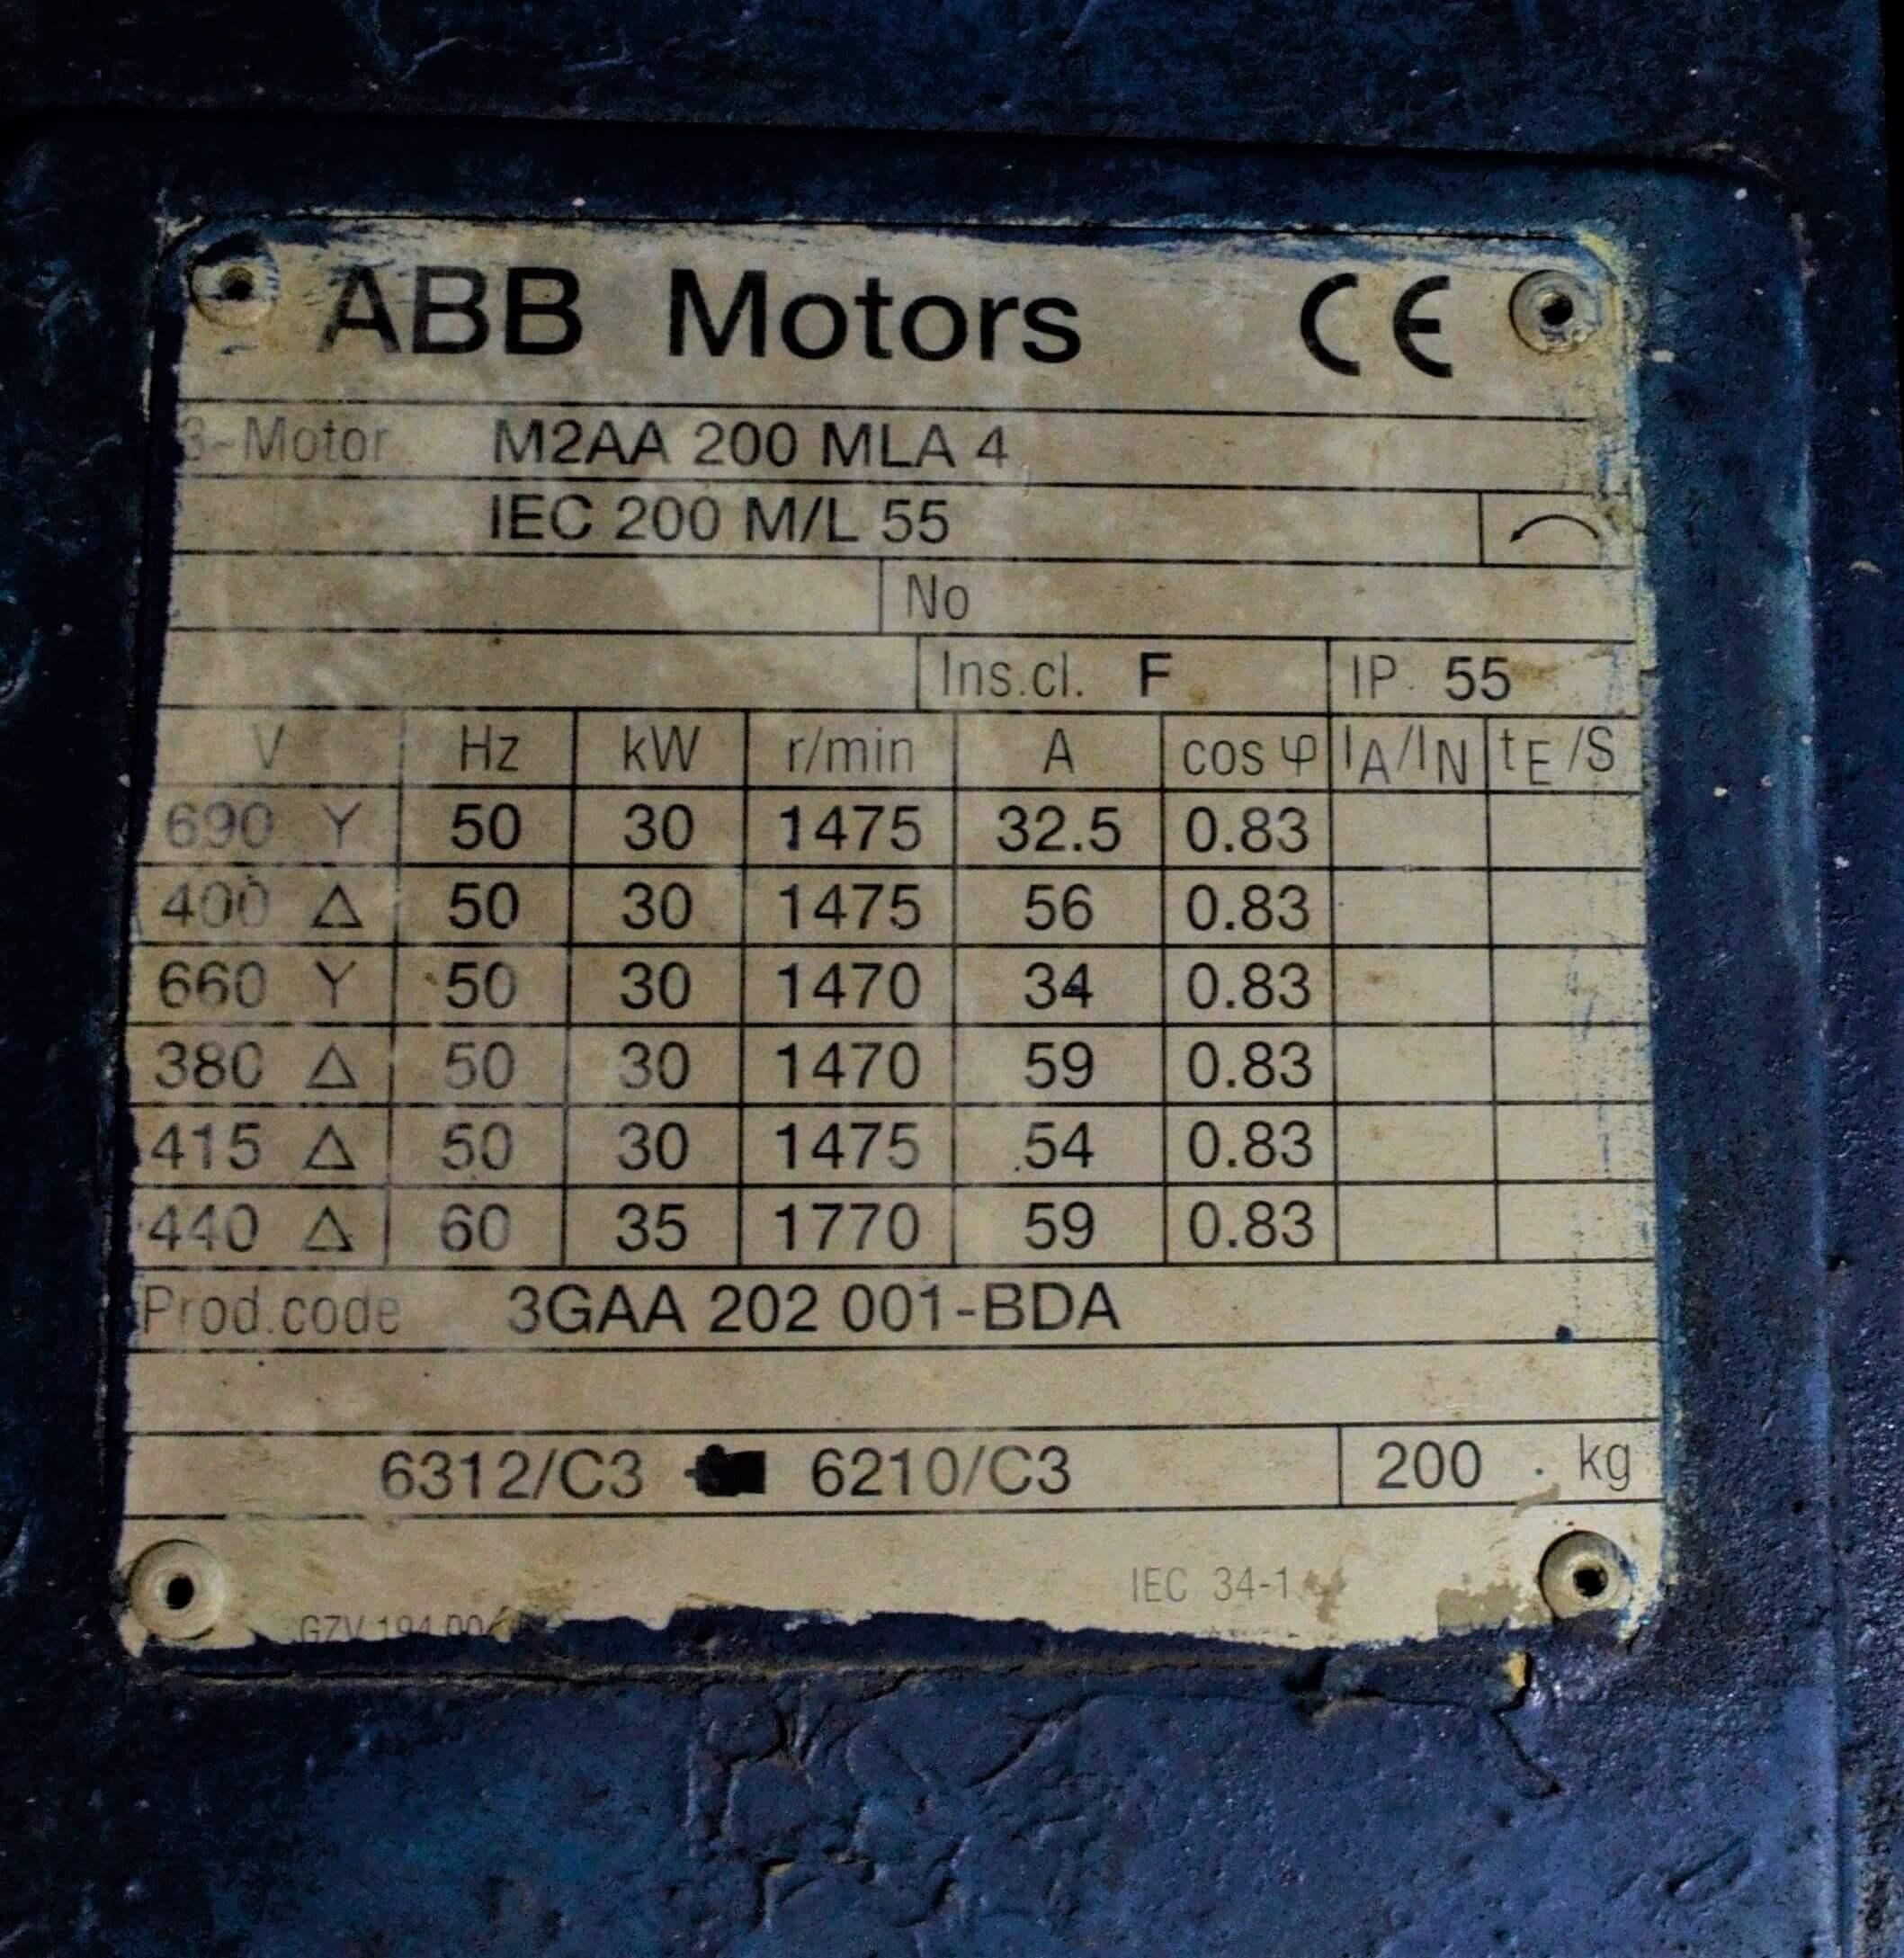 ABB Motors CE
3~Motor M2AA 200 MLA 4
IEC 200 M/L 55
No
Ins.cl. F IP 55
V Hz kW r/min A cos φ IA/IN tE/S
690 Y 50 30 1475 32.5 0.83
400 Δ 50 30 1475 56 0.83
660 Y 50 30 1470 34 0.83
380 Δ 50 30 1470 59 0.83
415 Δ 50 30 1475 54 0.83
440 Δ 60 35 1770 59 0.83
Prod.code 3GAA 202 001-BDA
6312/C3 6210/C3 200 kg
IEC 34-1